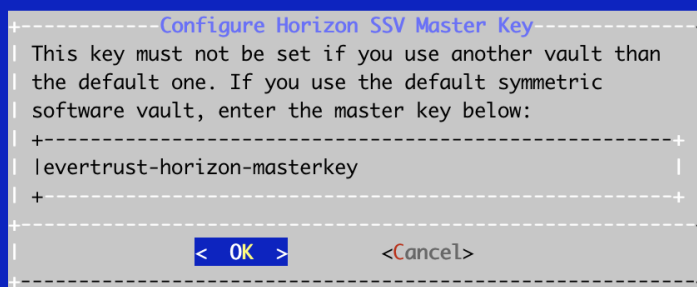 Configure Horizon SSV Master Key
This key must not be set if you use another vault than
the default one. If you use the default symmetric
software vault, enter the master key below:
evertrust-horizon-masterkey
< OK > <Cancel>